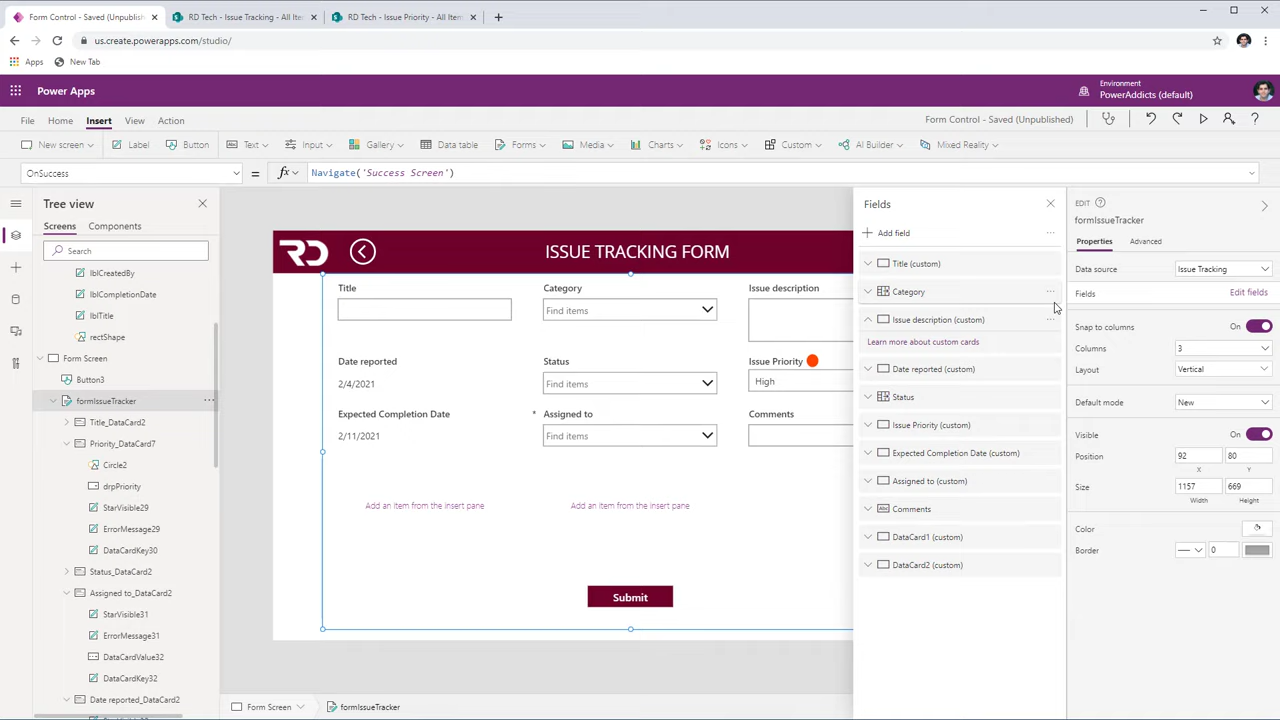 Form Control - Saved (Unpublish
RD Tech - Issue Tracking - All Iten
RD Tech - Issue Priority - All Item
us.create.powerapps.com/studio/
Apps
New Tab
Power Apps
Environment
PowerAddicts (default)
File
Home
Insert
View
Action
Form Control - Saved (Unpublished)
New screen
Label
Button
Text
Input
Gallery
Data table
Forms
Media
Charts
Icons
Custom
AI Builder
Mixed Reality
OnSuccess
=
fx
Navigate('Success Screen')
Tree view
Screens
Components
Search
lblCreatedBy
lblCompletionDate
lblTitle
rectShape
Form Screen
Button3
formIssueTracker
Title_DataCard2
Priority_DataCard7
Circle2
drpPriority
StarVisible29
ErrorMessage29
DataCardKey30
Status_DataCard2
Assigned to_DataCard2
StarVisible31
ErrorMessage31
DataCardValue32
DataCardKey32
Date reported_DataCard2
RD
ISSUE TRACKING FORM
Title
Category
Issue description
Find items
Date reported
Status
Issue Priority
2/4/2021
Find items
High
Expected Completion Date
* Assigned to
Comments
2/11/2021
Find items
Add an item from the insert pane
Add an item from the insert pane
Submit
Form Screen
formIssueTracker
Fields
Add field
Title (custom)
Category
Issue description (custom)
Learn more about custom cards
Date reported (custom)
Status
Issue Priority (custom)
Expected Completion Date (custom)
Assigned to (custom)
Abc
Comments
DataCard1 (custom)
DataCard2 (custom)
EDIT
formIssueTracker
Properties
Advanced
Data source
Issue Tracking
Fields
Edit fields
Snap to columns
On
Columns
3
Layout
Vertical
Default mode
New
Visible
On
Position
92
80
X
Y
Size
1157
669
Width
Height
Color
Border
0